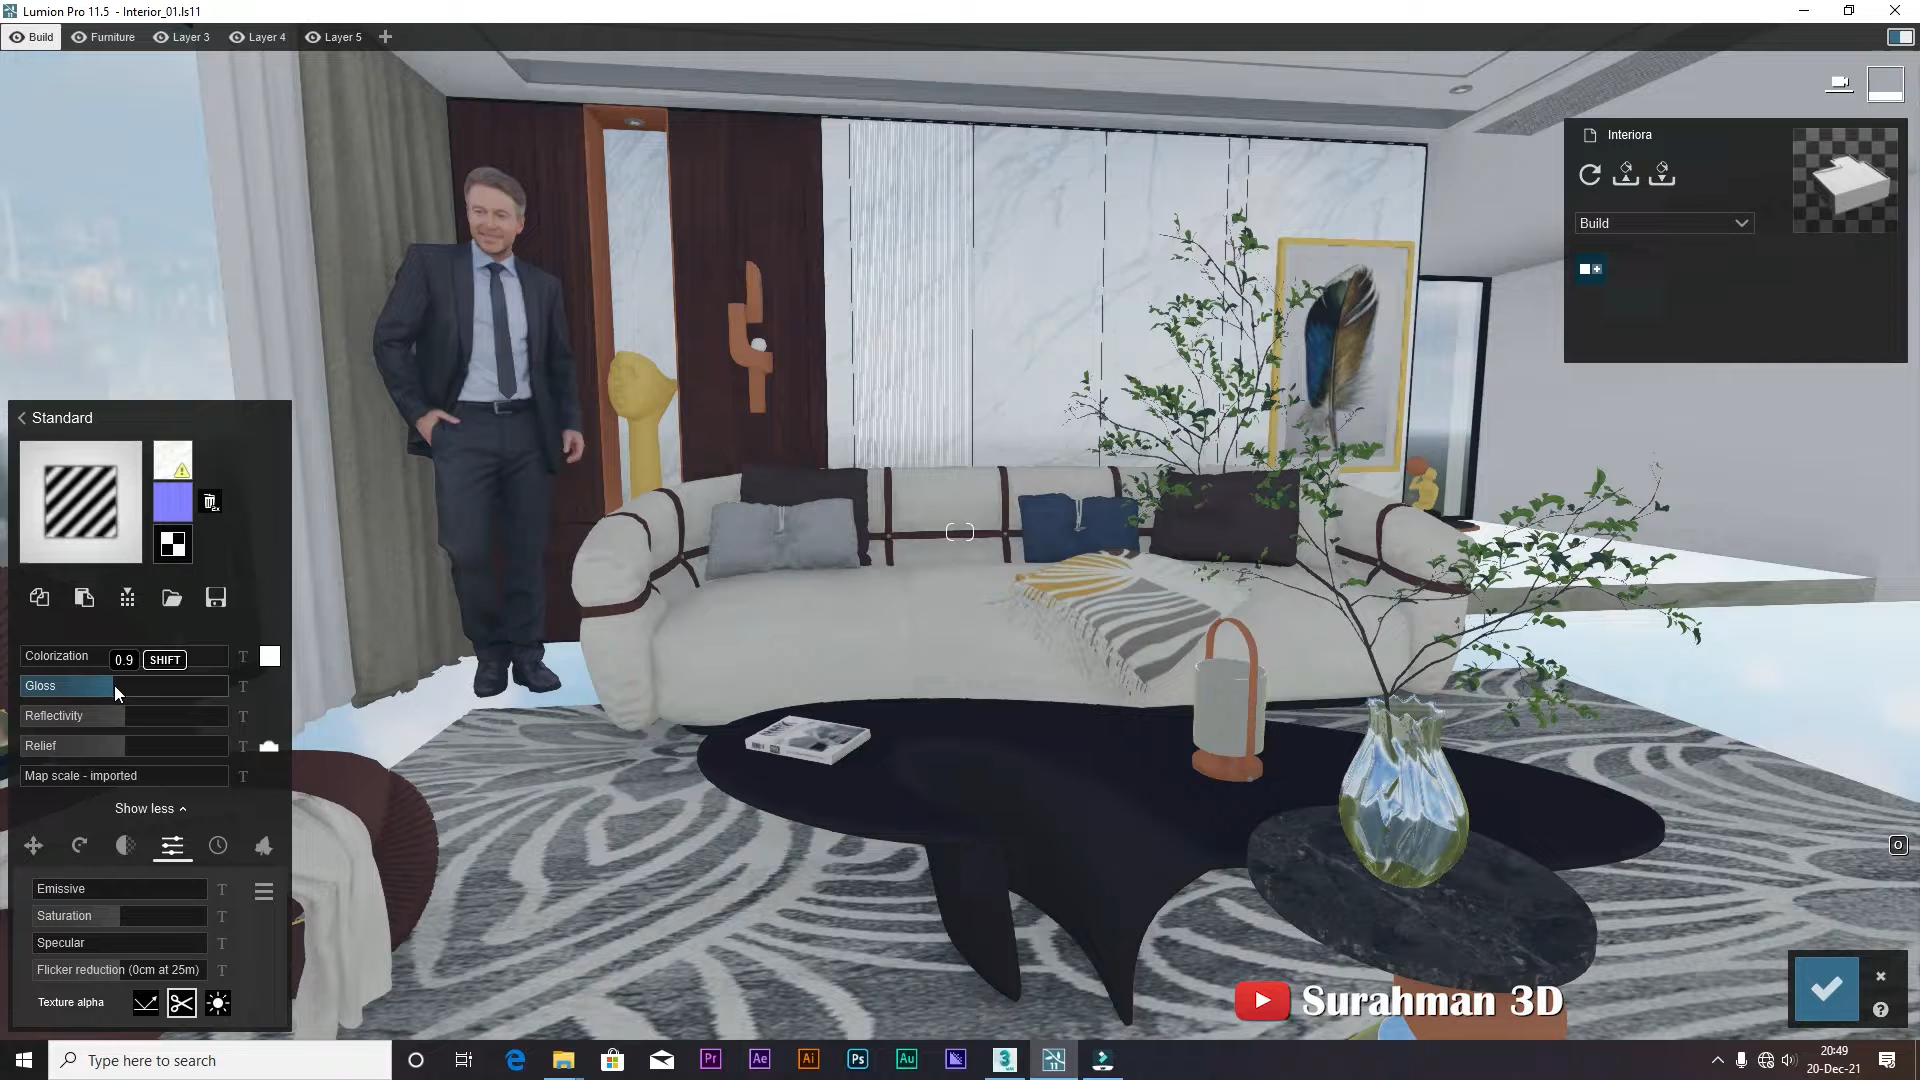 Lumion Pro 11.5 - Interior_01.ls11
Build
Furniture
Layer 3
Layer 4
Layer 5
Interiora
Build
Standard
Colorization
T
0.9
SHIFT
Gloss
T
Reflectivity
T
Relief
T
Map scale - imported
T
Show less
Emissive
T
Saturation
T
Specular
T
Flicker reduction (0cm at 25m)
T
Texture alpha
O
Surahman 3D
Type here to search
Pr
Ae
Ai
Ps
Au
3
11
20:49
20-Dec-21